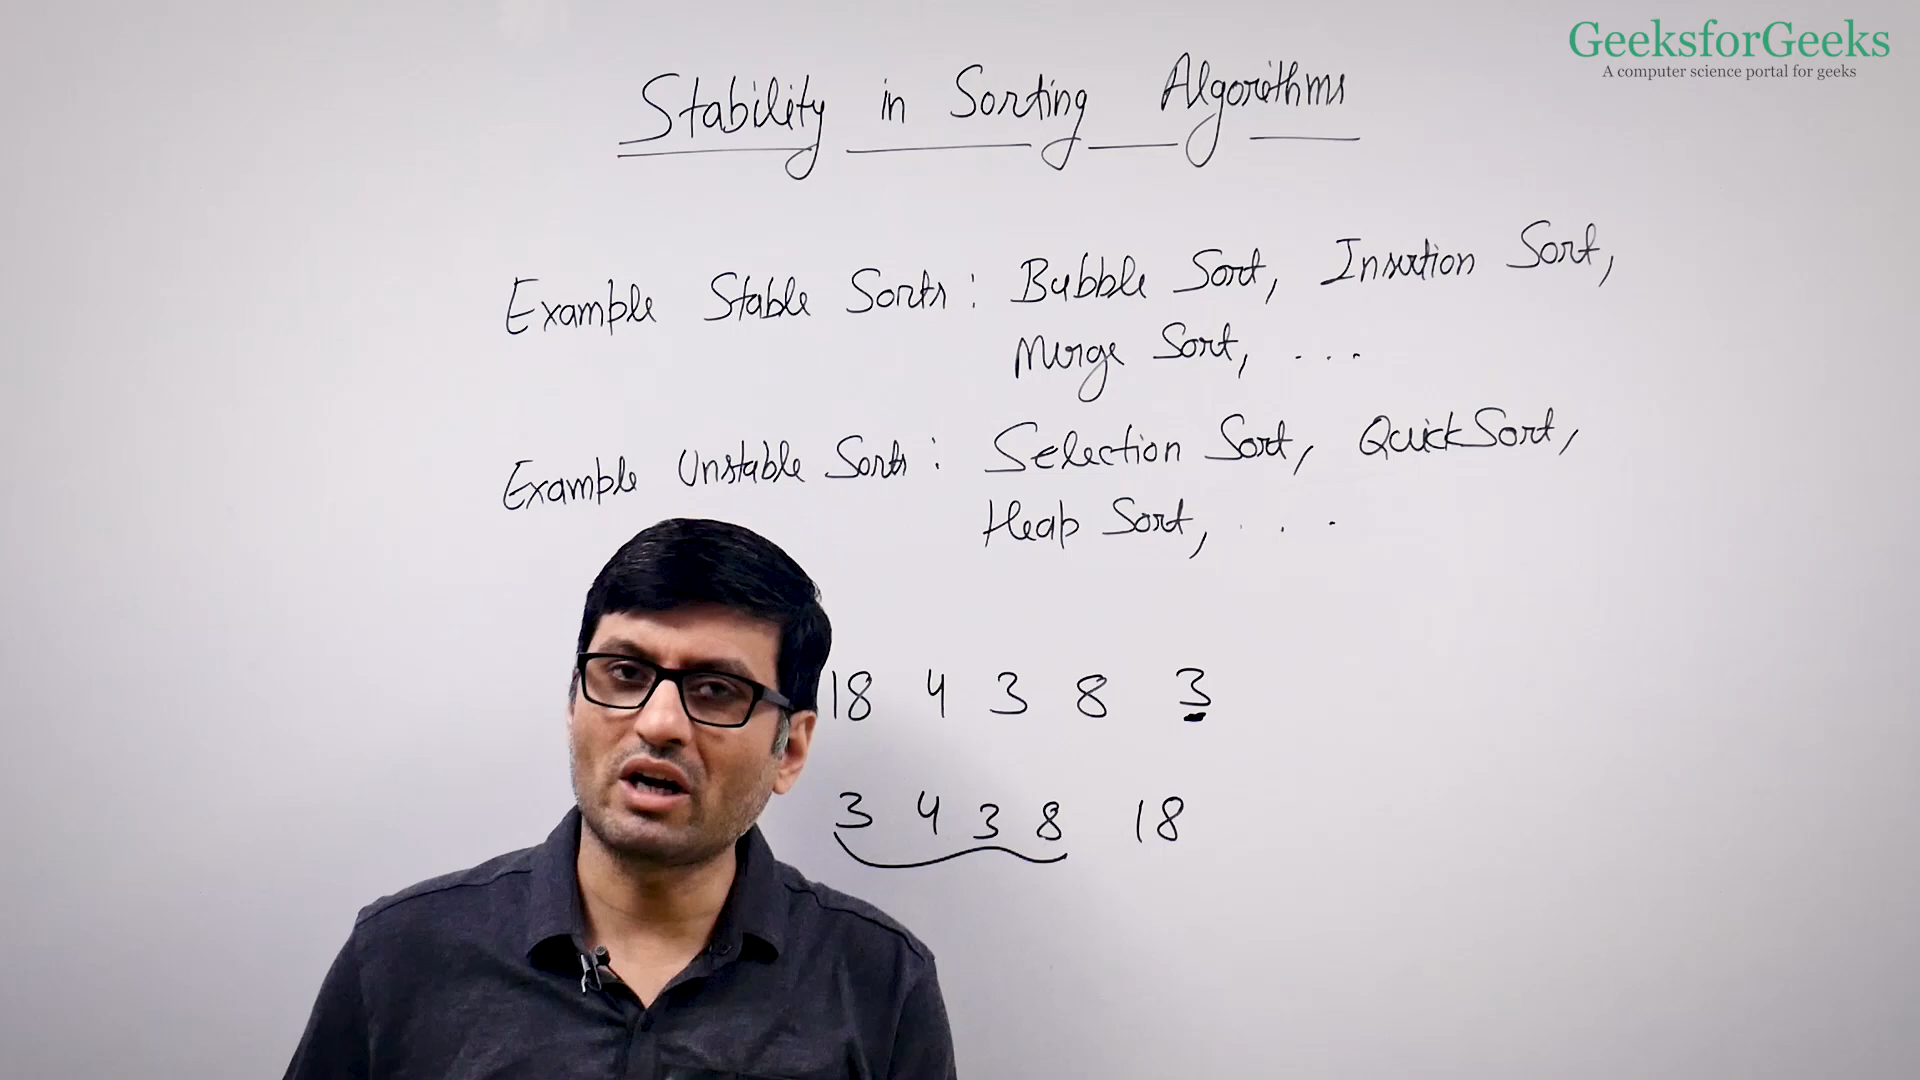 GeeksforGeeks
A computer science portal for geeks
Stability in Sorting Algorithms
Example Stable Sorts : Bubble Sort, Insertion Sort,
Merge Sort, ...
Example Unstable Sorts : Selection Sort, QuickSort,
Heap Sort, ...
18 4 3 8 3
3 4 3 8 18